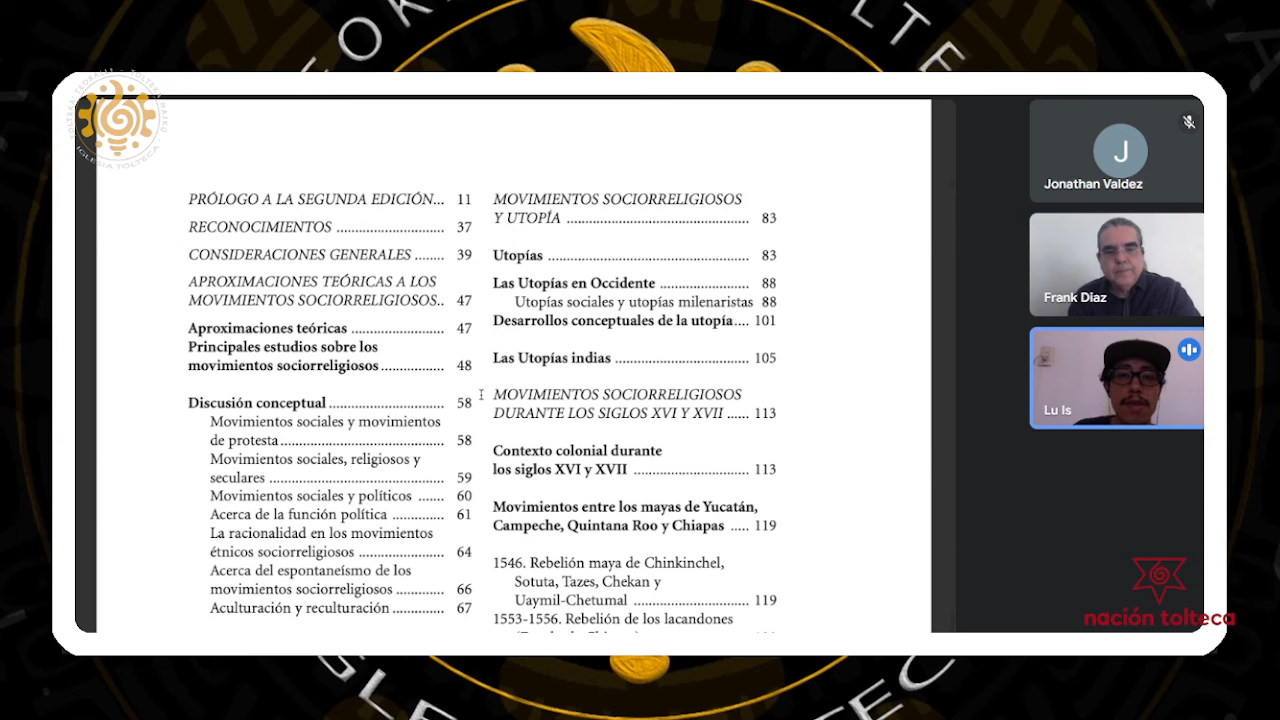 OLTE
TOLTEKATL TEOKALLI · TOLTEKA NAJKÚ ·
IGLESIA TOLTECA
PRÓLOGO A LA SEGUNDA EDICIÓN... 11
RECONOCIMIENTOS ........................ 37
CONSIDERACIONES GENERALES ........ 39
APROXIMACIONES TEÓRICAS A LOS
MOVIMIENTOS SOCIORRELIGIOSOS.. 47
Aproximaciones teóricas ..................... 47
Principales estudios sobre los
movimientos sociorreligiosos .............. 48
Discusión conceptual .......................... 58
Movimientos sociales y movimientos
de protesta ..................................... 58
Movimientos sociales, religiosos y
seculares ........................................ 59
Movimientos sociales y políticos ....... 60
Acerca de la función política ............ 61
La racionalidad en los movimientos
étnicos sociorreligiosos .................... 64
Acerca del espontaneísmo de los
movimientos sociorreligiosos ............ 66
Aculturación y reculturación ............ 67
MOVIMIENTOS SOCIORRELIGIOSOS
Y UTOPÍA .......................................... 83
Utopías .............................................. 83
Las Utopías en Occidente ..................... 88
Utopías sociales y utopías milenaristas 88
Desarrollos conceptuales de la utopía.... 101
Las Utopías indias ............................... 105
MOVIMIENTOS SOCIORRELIGIOSOS
DURANTE LOS SIGLOS XVI Y XVII ...... 113
Contexto colonial durante
los siglos XVI y XVII ........................... 113
Movimientos entre los mayas de Yucatán,
Campeche, Quintana Roo y Chiapas ..... 119
1546. Rebelión maya de Chinkinchel,
Sotuta, Tazes, Chekan y
Uaymil-Chetumal ........................... 119
1553-1556. Rebelión de los lacandones
J
Jonathan Valdez
Frank Diaz
Lu Is
nación tolteca